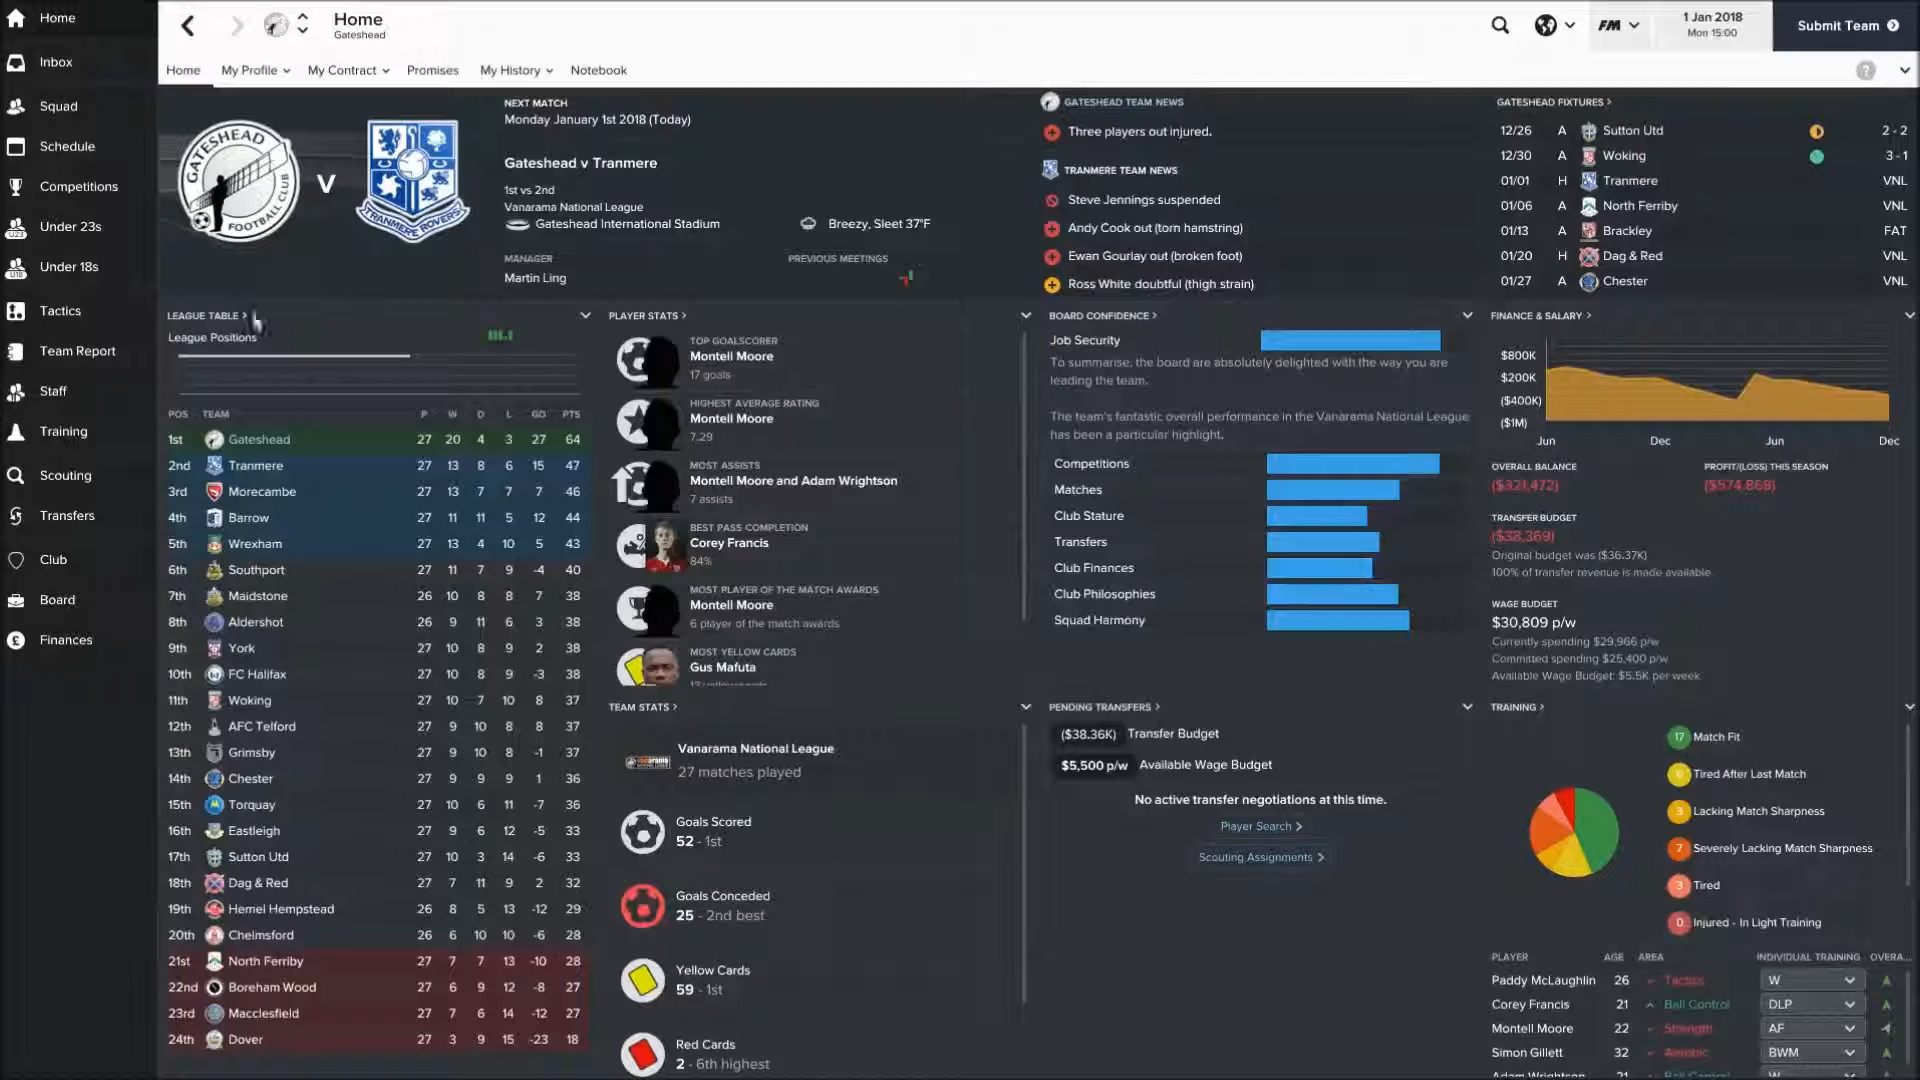 Home
Inbox
Squad
Schedule
Competitions
Under 23s
Under 18s
Tactics
Team Report
Staff
Training
Scouting
Transfers
Club
Board
Finances
Home
Gateshead
FM
1 Jan 2018
Mon 15:00
Submit Team
Home My Profile My Contract Promises My History Notebook
GATESHEAD FOOTBALL CLUB
V
TRANMERE ROVERS
NEXT MATCH
Monday January 1st 2018 (Today)
Gateshead v Tranmere
1st vs 2nd
Vanarama National League
Gateshead International Stadium
Breezy, Sleet 37°F
MANAGER
Martin Ling
PREVIOUS MEETINGS
GATESHEAD TEAM NEWS
Three players out injured.
TRANMERE TEAM NEWS
Steve Jennings suspended
Andy Cook out (torn hamstring)
Ewan Gourlay out (broken foot)
Ross White doubtful (thigh strain)
GATESHEAD FIXTURES >
12/26 A Sutton Utd 2 - 2
12/30 A Woking 3 - 1
01/01 H Tranmere VNL
01/06 A North Ferriby VNL
01/13 A Brackley FAT
01/20 H Dag & Red VNL
01/27 A Chester VNL
LEAGUE TABLE >
League Positions
POS TEAM P W D L GD PTS
1st Gateshead 27 20 4 3 27 64
2nd Tranmere 27 13 8 6 15 47
3rd Morecambe 27 13 7 7 7 46
4th Barrow 27 11 11 5 12 44
5th Wrexham 27 13 4 10 5 43
6th Southport 27 11 7 9 -4 40
7th Maidstone 26 10 8 8 7 38
8th Aldershot 26 9 11 6 3 38
9th York 27 10 8 9 2 38
10th FC Halifax 27 10 8 9 -3 38
11th Woking 27 10 7 10 8 37
12th AFC Telford 27 9 10 8 8 37
13th Grimsby 27 9 10 8 -1 37
14th Chester 27 9 9 9 1 36
15th Torquay 27 10 6 11 -7 36
16th Eastleigh 27 9 6 12 -5 33
17th Sutton Utd 27 10 3 14 -6 33
18th Dag & Red 27 7 11 9 2 32
19th Hemel Hempstead 26 8 5 13 -12 29
20th Chelmsford 26 6 10 10 -6 28
21st North Ferriby 27 7 7 13 -10 28
22nd Boreham Wood 27 6 9 12 -8 27
23rd Macclesfield 27 7 6 14 -12 27
24th Dover 27 3 9 15 -23 18
PLAYER STATS >
TOP GOALSCORER
Montell Moore
17 goals
HIGHEST AVERAGE RATING
Montell Moore
7.29
MOST ASSISTS
Montell Moore and Adam Wrightson
7 assists
BEST PASS COMPLETION
Corey Francis
84%
MOST PLAYER OF THE MATCH AWARDS
Montell Moore
6 player of the match awards
MOST YELLOW CARDS
Gus Mafuta
TEAM STATS >
Vanarama National League
27 matches played
Goals Scored
52 - 1st
Goals Conceded
25 - 2nd best
Yellow Cards
59 - 1st
Red Cards
2 - 6th highest
BOARD CONFIDENCE >
Job Security
To summarise, the board are absolutely delighted with the way you are
leading the team.
The team's fantastic overall performance in the Vanarama National League
has been a particular highlight.
Competitions
Matches
Club Stature
Transfers
Club Finances
Club Philosophies
Squad Harmony
PENDING TRANSFERS >
($38.36K) Transfer Budget
$5,500 p/w Available Wage Budget
No active transfer negotiations at this time.
Player Search >
Scouting Assignments >
FINANCE & SALARY >
$800K
$200K
($400K)
($1M)
Jun Dec Jun Dec
OVERALL BALANCE
($321,472)
PROFIT/(LOSS) THIS SEASON
($574,869)
TRANSFER BUDGET
($38,369)
Original budget was ($36.37K)
100% of transfer revenue is made available
WAGE BUDGET
$30,809 p/w
Currently spending $29,966 p/w
Committed spending $25,400 p/w
Available Wage Budget: $5.5K per week
TRAINING >
17 Match Fit
Tired After Last Match
3 Lacking Match Sharpness
7 Severely Lacking Match Sharpness
3 Tired
0 Injured - In Light Training
PLAYER AGE AREA INDIVIDUAL TRAINING OVERA...
Paddy McLaughlin 26 Tactics W
Corey Francis 21 Ball Control DLP
Montell Moore 22 Strength AF
Simon Gillett 32 Aerobic BWM
Adam Wrightson 21 Ball Control W